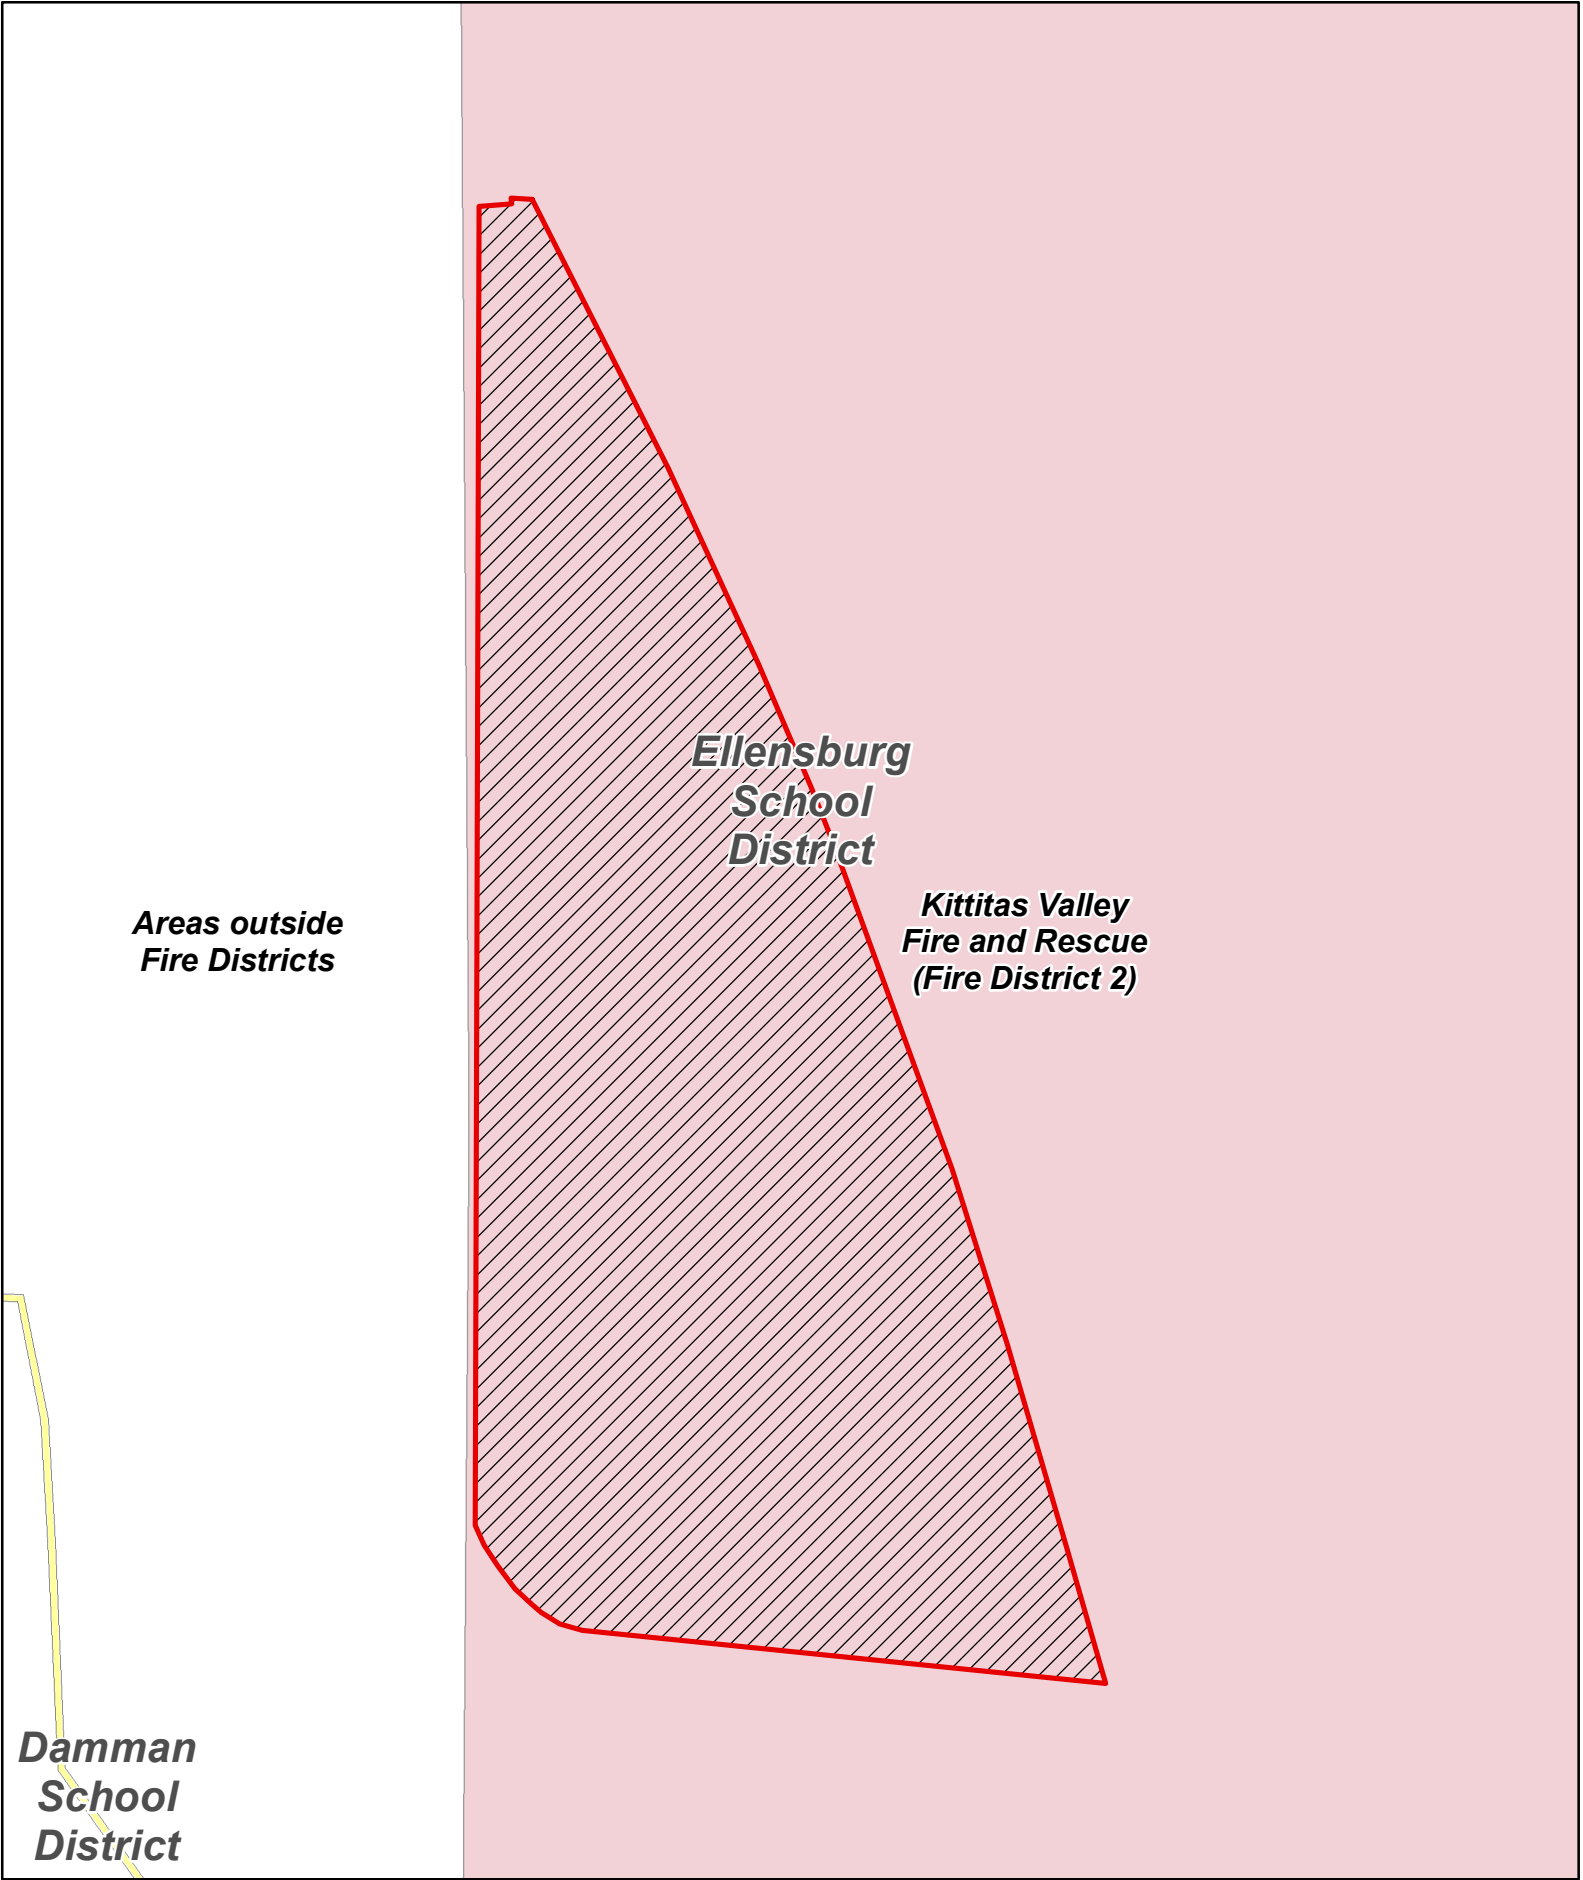 Ellensburg
School
District
Areas outside
Fire Districts
Kittitas Valley
Fire and Rescue
(Fire District 2)
Damman
School
District